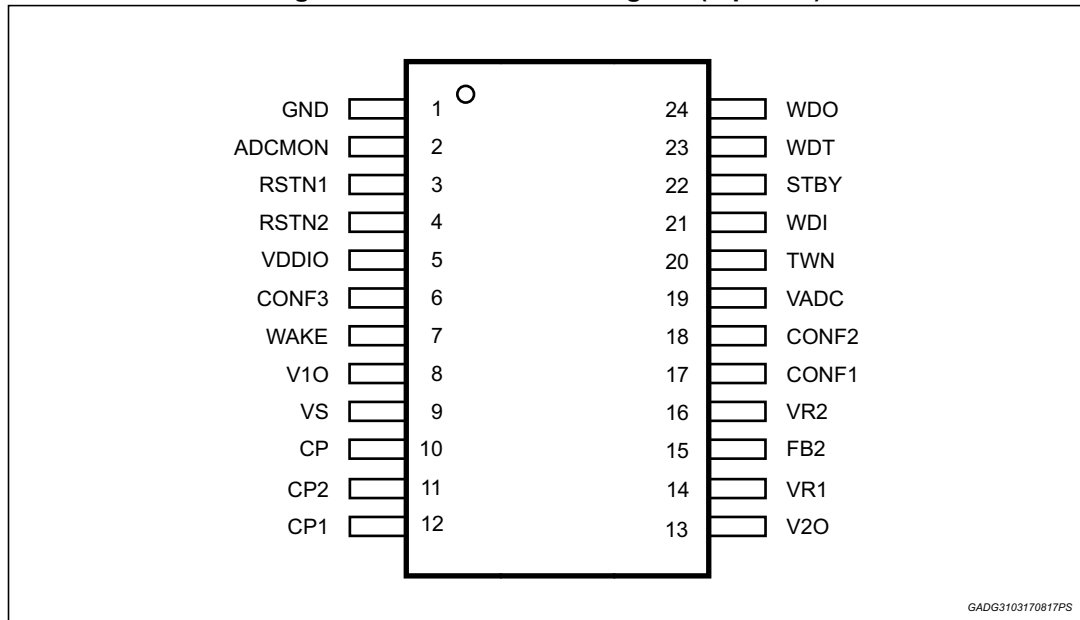 GND 1 24 WDO
ADCMON 2 23 WDT
RSTN1 3 22 STBY
RSTN2 4 21 WDI
VDDIO 5 20 TWN
CONF3 6 19 VADC
WAKE 7 18 CONF2
V1O 8 17 CONF1
VS 9 16 VR2
CP 10 15 FB2
CP2 11 14 VR1
CP1 12 13 V2O
GADG3103170817PS